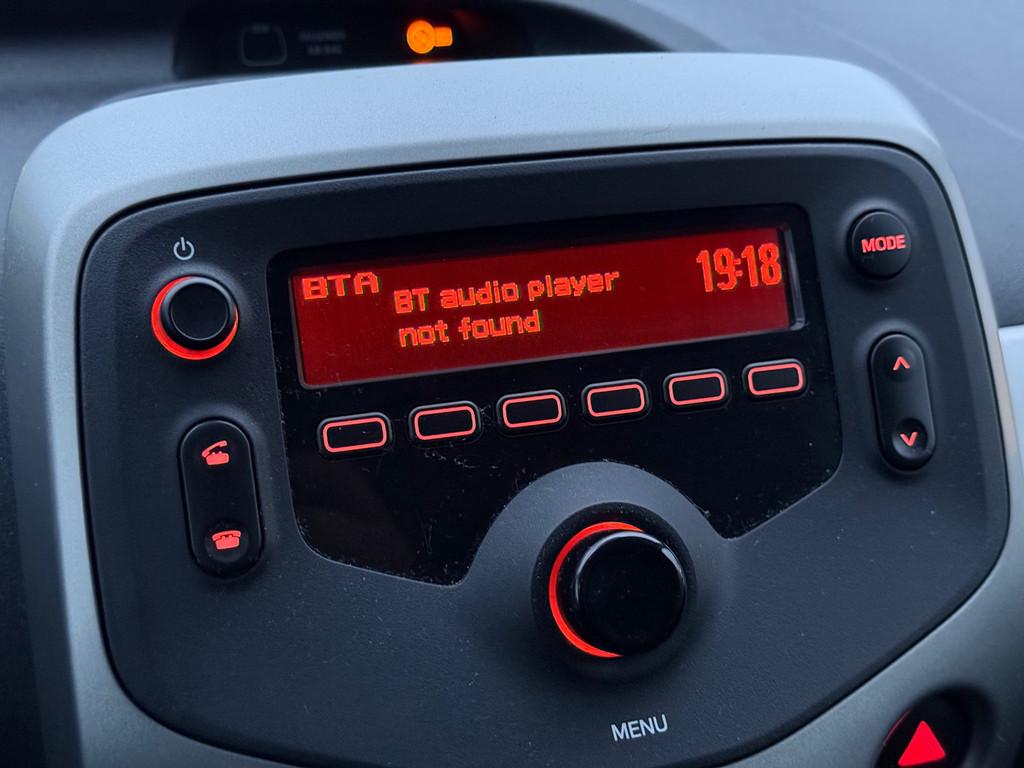 BTA
BT audio player
not found
19:18
MODE
MENU